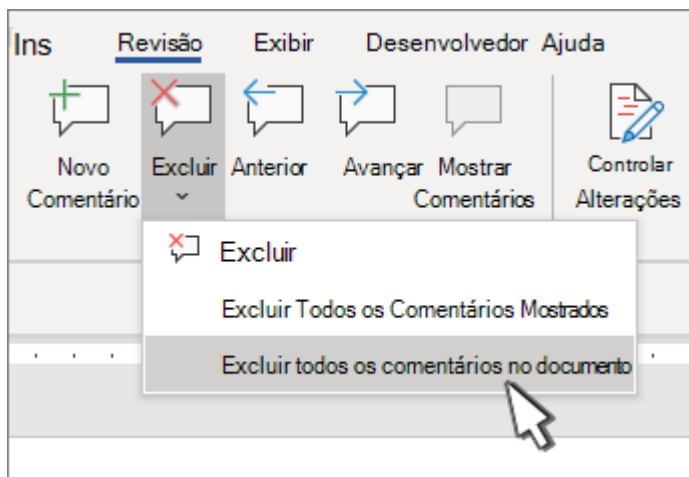 Ins Revisão Exibir Desenvolvedor Ajuda
Novo Comentário
Excluir
Anterior
Avançar
Mostrar Comentários
Controlar Alterações
Excluir
Excluir Todos os Comentários Mostrados
Excluir todos os comentários no documento